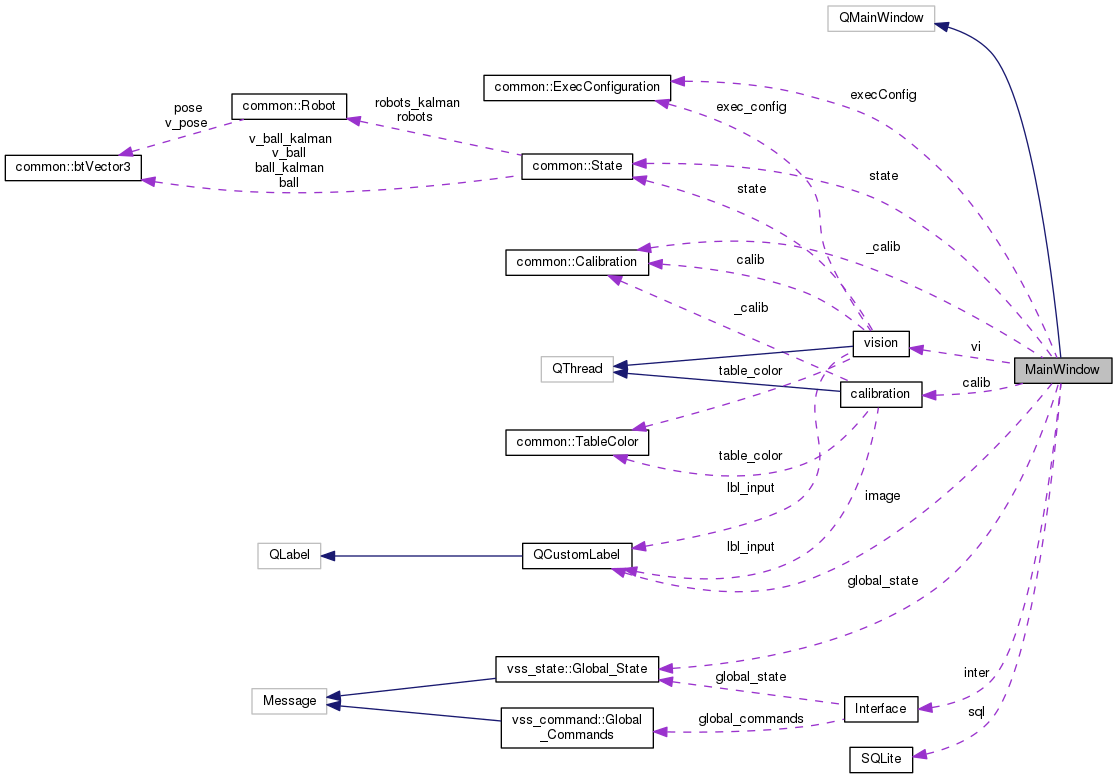 QMainWindow
common::ExecConfiguration
execConfig
exec_config
common::Robot
pose
v_pose
robots_kalman
robots
v_ball_kalman
v_ball
ball_kalman
ball
common::btVector3
common::State
state
state
_calib
common::Calibration
calib
_calib
vision
vi
MainWindow
QThread
table_color
calibration
calib
common::TableColor
table_color
lbl_input
image
QLabel
QCustomLabel
lbl_input
global_state
vss_state::Global_State
global_state
inter
Message
Interface
sql
vss_command::Global
_Commands
global_commands
SQLite